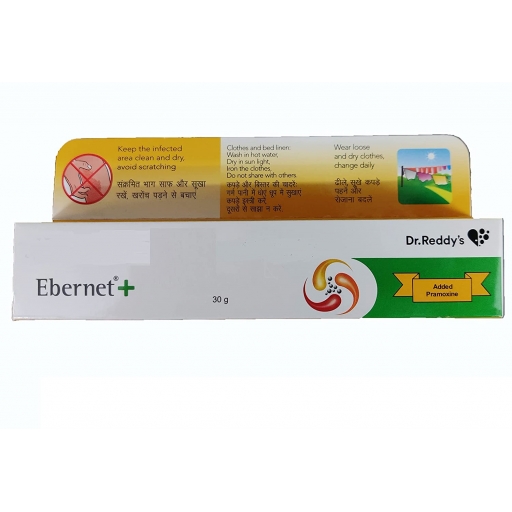 Keep the infected
area clean and dry,
avoid scratching
संक्रमित भाग साफ और सूखा
रखें, खरोंच पड़ने से बचाएं
Clothes and bed linen:
Wash in hot water,
Dry in sun light,
Iron the clothes,
Do not share with others.
कपड़े और बिस्तर की चादरें:
गर्म पानी में धोएं धूप में सुखाएं
कपड़े इस्त्री करें
दूसरों से साझा न करें.
Wear loose
and dry clothes,
change daily
ढीले, सूखे कपड़े
पहनें और
रोजाना बदलें
Dr.Reddy's
Ebernet®+
30 g
Added
Pramoxine